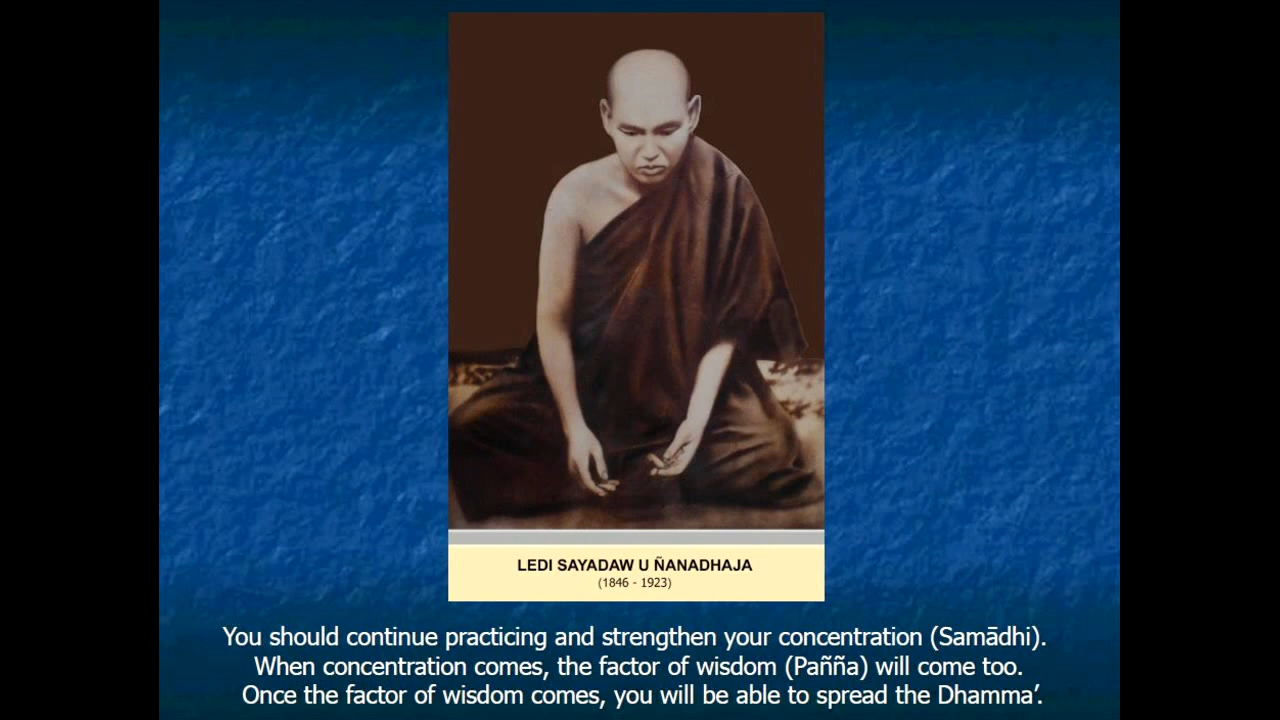 LEDI SAYADAW U ÑANADHAJA
(1846 - 1923)
You should continue practicing and strengthen your concentration (Samādhi).
When concentration comes, the factor of wisdom (Pañña) will come too.
Once the factor of wisdom comes, you will be able to spread the Dhamma’.